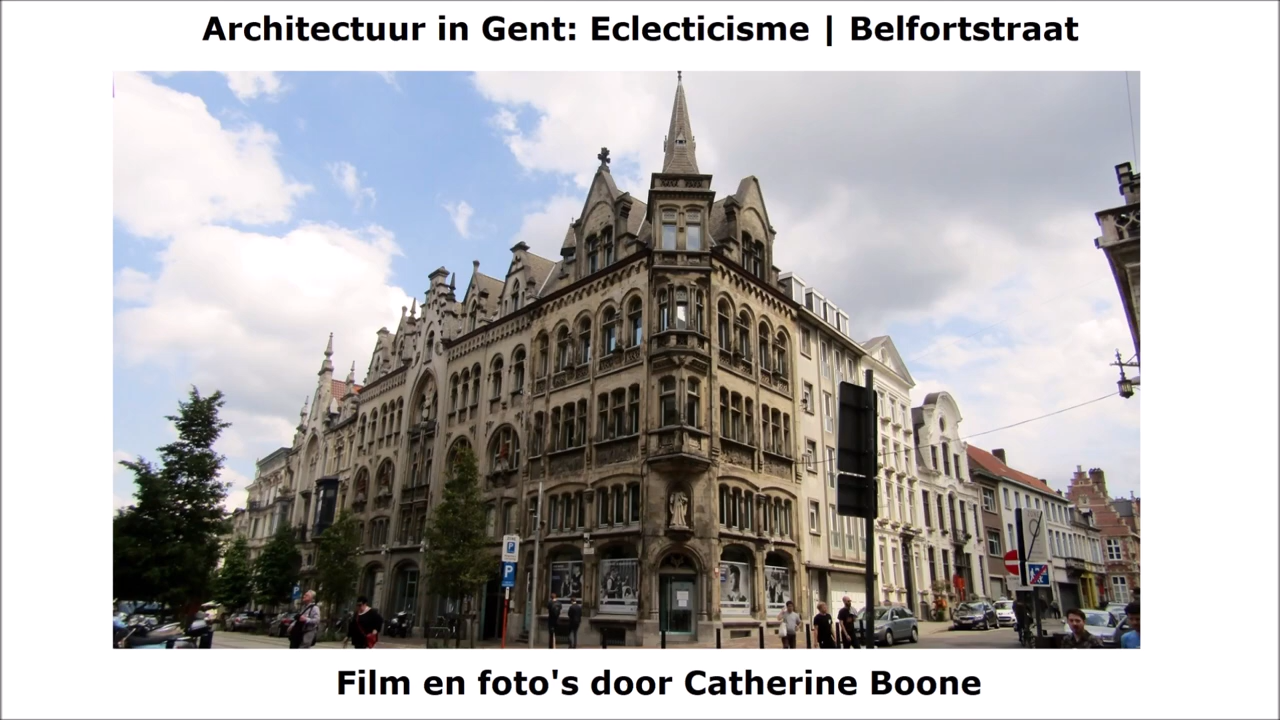 Architectuur in Gent: Eclecticisme | Belfortstraat
P
P
Film en foto's door Catherine Boone